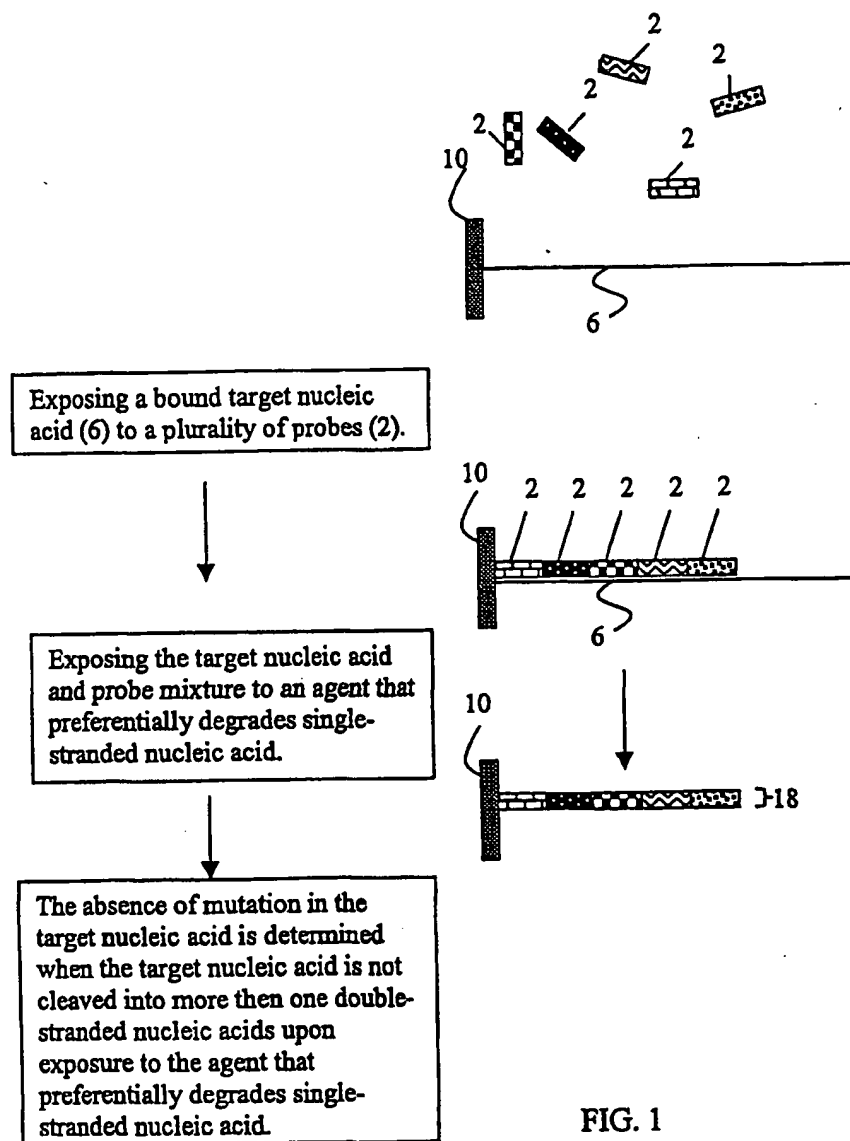 2
2
2
2
10
2
6
Exposing a bound target nucleic
acid (6) to a plurality of probes (2).
10 2 2 2 2 2
6
Exposing the target nucleic acid
and probe mixture to an agent that
preferentially degrades single-
stranded nucleic acid.
10
18
The absence of mutation in the
target nucleic acid is determined
when the target nucleic acid is not
cleaved into more then one double-
stranded nucleic acids upon
exposure to the agent that
preferentially degrades single-
stranded nucleic acid.
FIG. 1